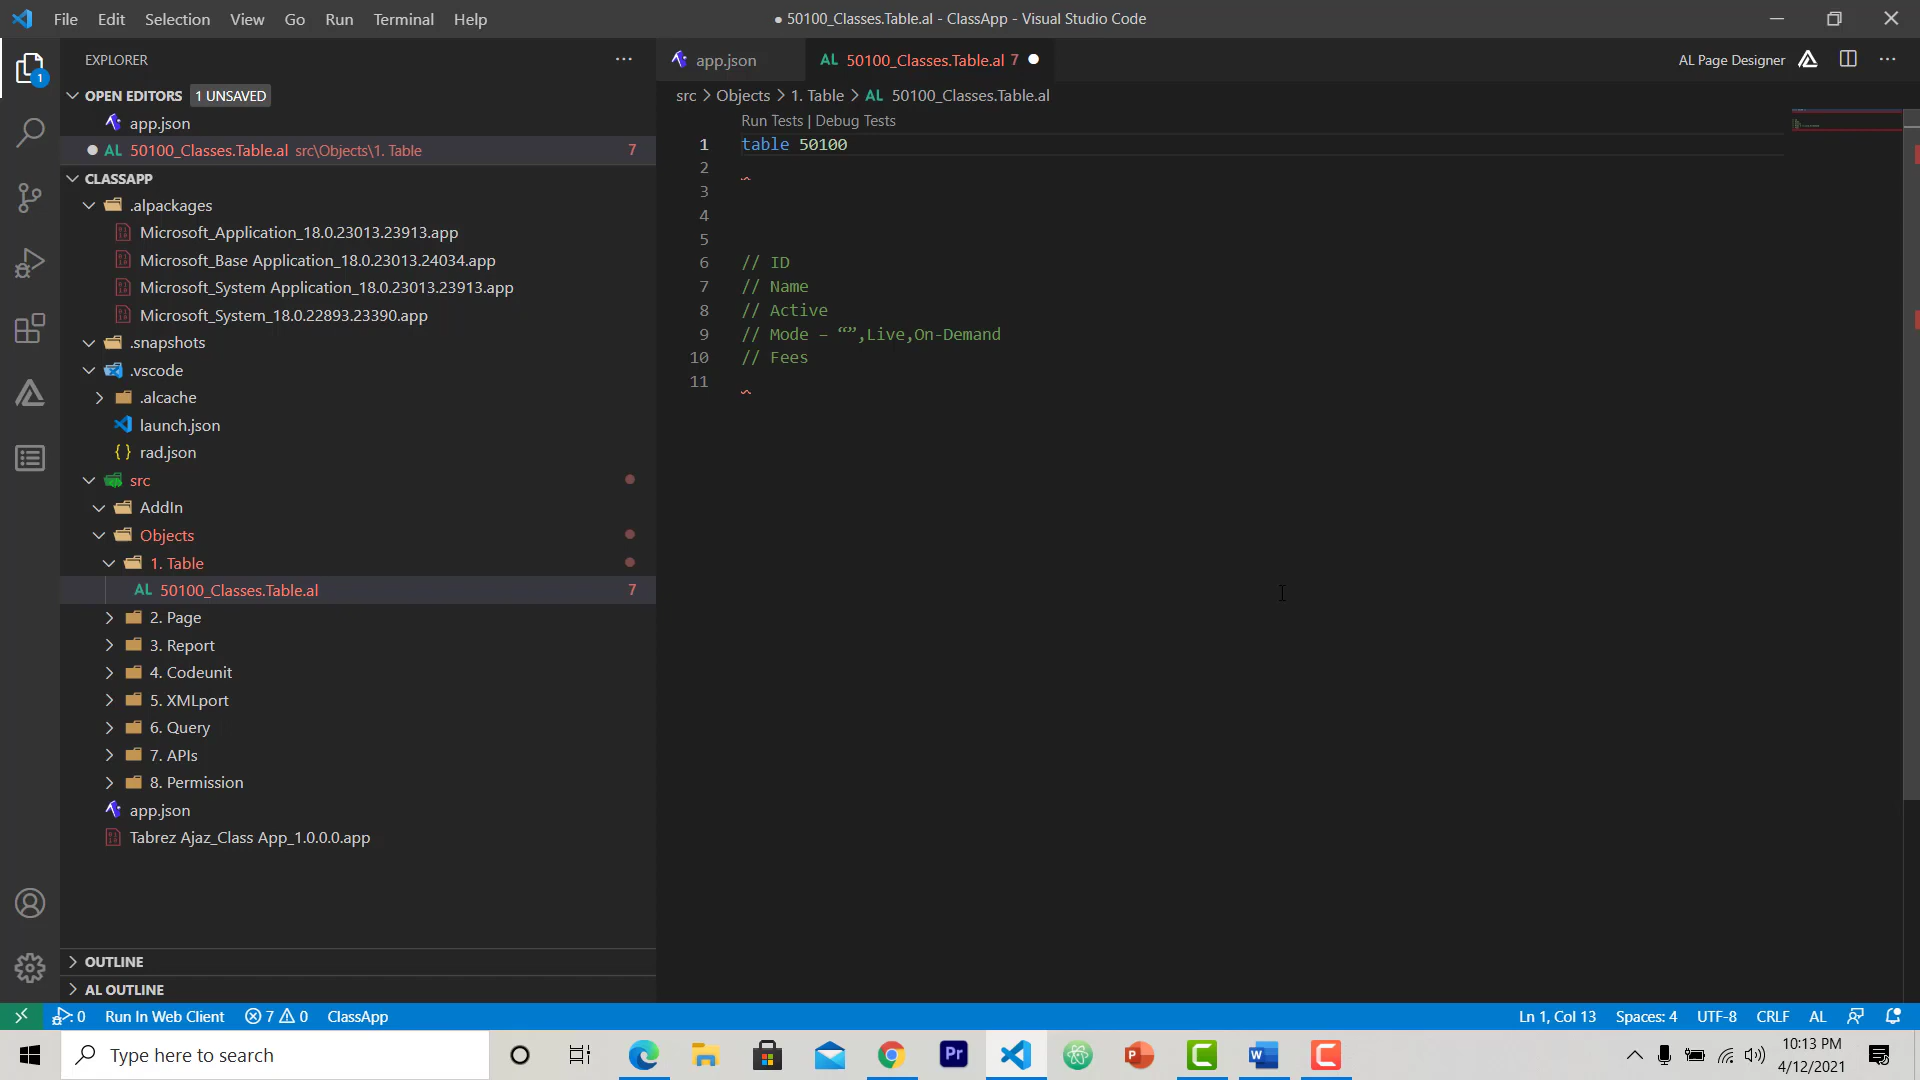 File Edit Selection View Go Run Terminal Help
● 50100_Classes.Table.al - ClassApp - Visual Studio Code
EXPLORER
OPEN EDITORS 1 UNSAVED
app.json
AL 50100_Classes.Table.al src\Objects\1. Table 7
CLASSAPP
.alpackages
Microsoft_Application_18.0.23013.23913.app
Microsoft_Base Application_18.0.23013.24034.app
Microsoft_System Application_18.0.23013.23913.app
Microsoft_System_18.0.22893.23390.app
.snapshots
.vscode
.alcache
launch.json
{} rad.json
src
AddIn
Objects
1. Table
AL 50100_Classes.Table.al 7
2. Page
3. Report
4. Codeunit
5. XMLport
6. Query
7. APIs
8. Permission
app.json
Tabrez Ajaz_Class App_1.0.0.0.app
OUTLINE
AL OUTLINE
1
app.json
AL 50100_Classes.Table.al 7 ●
AL Page Designer
src > Objects > 1. Table > AL 50100_Classes.Table.al
Run Tests | Debug Tests
1 table 50100
2
3
4
5
6 // ID
7 // Name
8 // Active
9 // Mode – “”,Live,On-Demand
10 // Fees
11
0 Run In Web Client 7 0 ClassApp
Ln 1, Col 13 Spaces: 4 UTF-8 CRLF AL
Type here to search
Pr
10:13 PM
4/12/2021